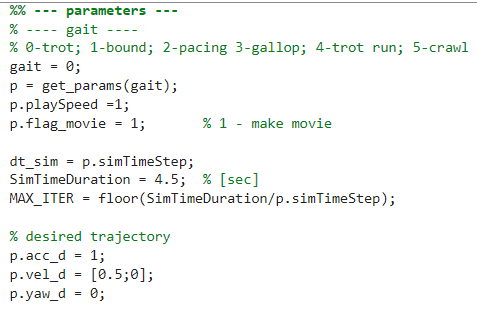 %% --- parameters ---
% ---- gait ----
% 0-trot; 1-bound; 2-pacing 3-gallop; 4-trot run; 5-crawl
gait = 0;
p = get_params(gait);
p.playSpeed =1;
p.flag_movie = 1;       % 1 - make movie

dt_sim = p.simTimeStep;
SimTimeDuration = 4.5;  % [sec]
MAX_ITER = floor(SimTimeDuration/p.simTimeStep);

% desired trajectory
p.acc_d = 1;
p.vel_d = [0.5;0];
p.yaw_d = 0;